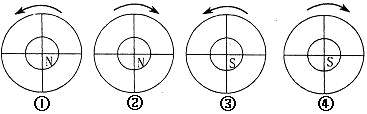 N N S S
① ② ③ ④